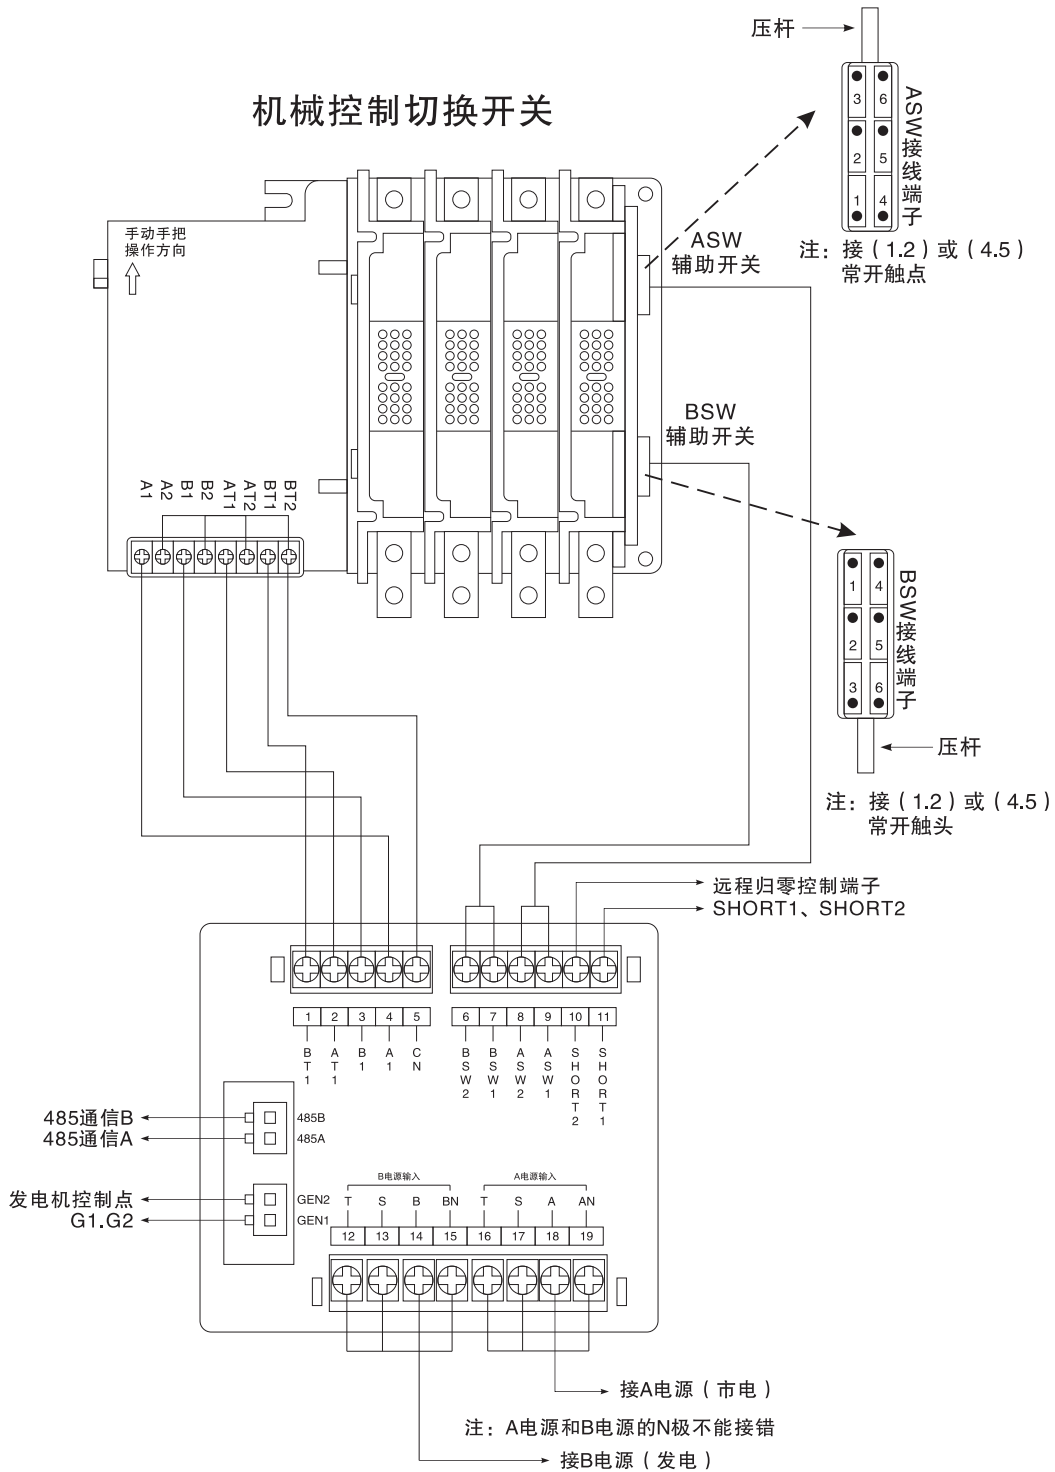 压杆
机械控制切换开关
3 6
2 5
1 4
ASW接线端子
手动手把
操作方向
ASW
辅助开关
注：接（1.2）或（4.5）
常开触点
BSW
辅助开关
A1 A2 B1 B2 AT1 AT2 BT1 BT2
1 4
2 5
3 6
BSW接线端子
压杆
注：接（1.2）或（4.5）
常开触头
远程归零控制端子
SHORT1、SHORT2
1 2 3 4 5 6 7 8 9 10 11
BT1 AT1 B1 A1 CN BSW2 BSW1 ASW2 ASW1 SHORT2 SHORT1
485通信B 485B
485通信A 485A
B电源输入 A电源输入
发电机控制点 GEN2
G1.G2 GEN1
T S B BN T S A AN
12 13 14 15 16 17 18 19
接A电源（市电）
注：A电源和B电源的N极不能接错
接B电源（发电）